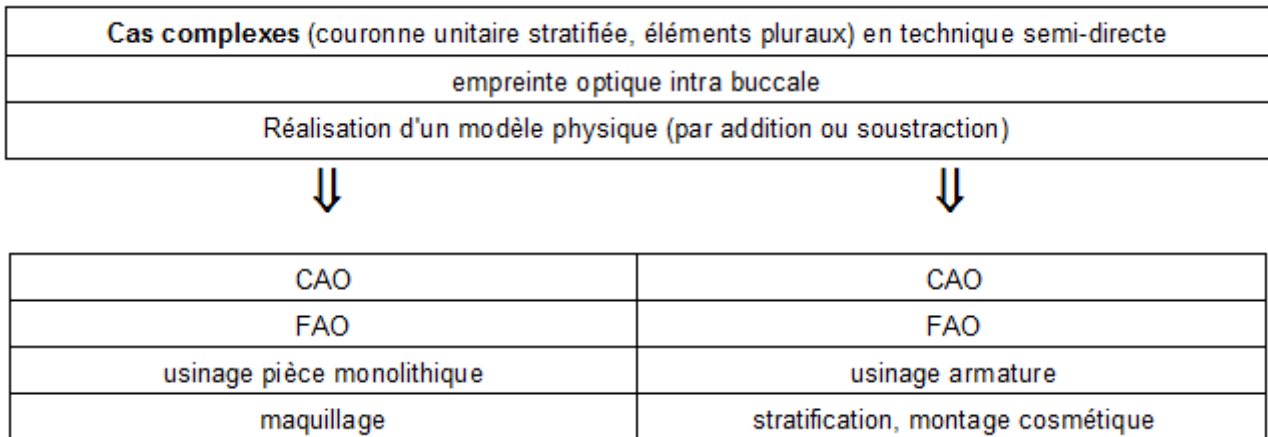 Cas complexes (couronne unitaire stratifiée, éléments pluraux) en technique semi-directe
empreinte optique intra buccale
Réalisation d'un modèle physique (par addition ou soustraction)
⇓ ⇓
CAO CAO
FAO FAO
usinage pièce monolithique usinage armature
maquillage stratification, montage cosmétique